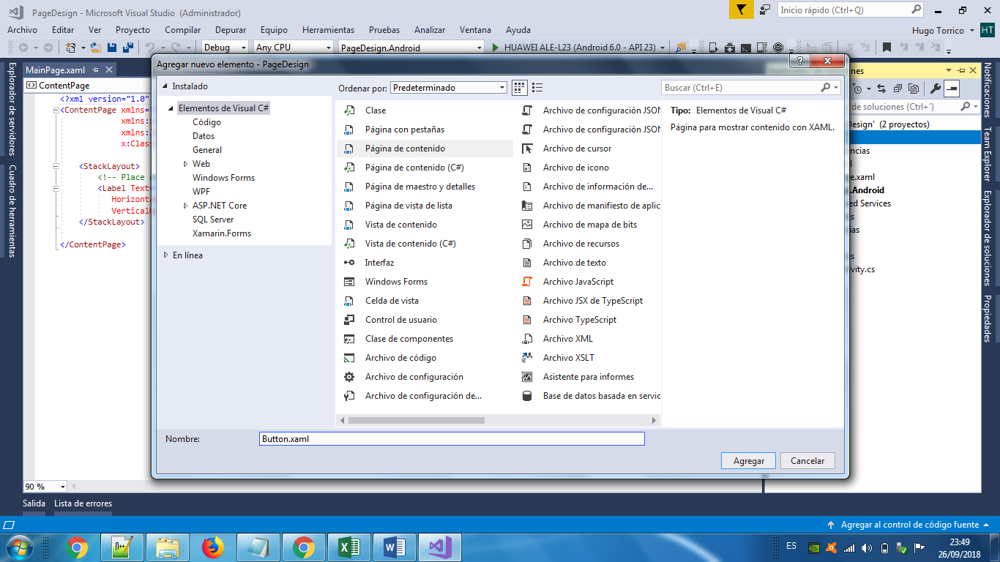 PageDesign - Microsoft Visual Studio (Administrador)
Inicio rápido (Ctrl+Q)
Archivo Editar Ver Proyecto Compilar Depurar Equipo Herramientas Pruebas Analizar Ventana Ayuda
Hugo Torrico HT
Debug Any CPU PageDesign.Android HUAWEI ALE-L23 (Android 6.0 - API 23)
Explorador de servidores
Cuadro de herramientas
MainPage.xaml
ContentPage
<?xml version="1.0"
<ContentPage xmlns=
xmlns:
xmlns:
x:Clas
<StackLayout>
<!-- Place
<Label Text=
Horizonta
Vertical
</StackLayout>
</ContentPage>
90 %
Agregar nuevo elemento - PageDesign
Instalado
Elementos de Visual C#
Código
Datos
General
Web
Windows Forms
WPF
ASP.NET Core
SQL Server
Xamarin.Forms
En línea
Ordenar por: Predeterminado
Buscar (Ctrl+E)
Clase
Página con pestañas
Página de contenido
Página de contenido (C#)
Página de maestro y detalles
Página de vista de lista
Vista de contenido
Vista de contenido (C#)
Interfaz
Windows Forms
Celda de vista
Control de usuario
Clase de componentes
Archivo de código
Archivo de configuración
Archivo de configuración de...
Archivo de configuración JSON
Archivo de configuración JSON
Archivo de cursor
Archivo de icono
Archivo de información de...
Archivo de manifiesto de aplic
Archivo de mapa de bits
Archivo de recursos
Archivo de texto
Archivo JavaScript
Archivo JSX de TypeScript
Archivo TypeScript
Archivo XML
Archivo XSLT
Asistente para informes
Base de datos basada en servic
Tipo: Elementos de Visual C#
Página para mostrar contenido con XAML.
Nombre: Button.xaml
Agregar Cancelar
ones
de soluciones (Ctrl+´)
Design' (2 proyectos)
ncias
l
e.xaml
.Android
ed Services
es
ias
es
vity.cs
Notificaciones
Team Explorer
Explorador de soluciones
Propiedades
Salida Lista de errores
Agregar al control de código fuente
ES
23:49
26/09/2018